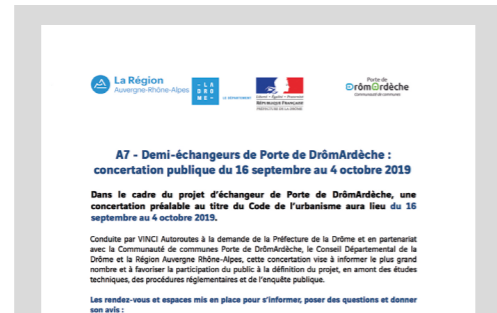 La Région
Auvergne-Rhône-Alpes
- L A
D R Ô
M E -
LE DÉPARTEMENT
Liberté • Égalité • Fraternité
RÉPUBLIQUE FRANÇAISE
PRÉFECTURE DE LA DRÔME
Porte de
DrômArdèche
Communauté de communes
A7 - Demi-échangeurs de Porte de DrômArdèche :
concertation publique du 16 septembre au 4 octobre 2019
Dans le cadre du projet d'échangeur de Porte de DrômArdèche, une
concertation préalable au titre du Code de l'urbanisme aura lieu du 16
septembre au 4 octobre 2019.
Conduite par VINCI Autoroutes à la demande de la Préfecture de la Drôme et en partenariat
avec la Communauté de communes Porte de DrômArdèche, le Conseil Départemental de la
Drôme et la Région Auvergne Rhône-Alpes, cette concertation vise à informer le plus grand
nombre et à favoriser la participation du public à la définition du projet, en amont des études
techniques, des procédures réglementaires et de l'enquête publique.
Les rendez-vous et espaces mis en place pour s'informer, poser des questions et donner
son avis :